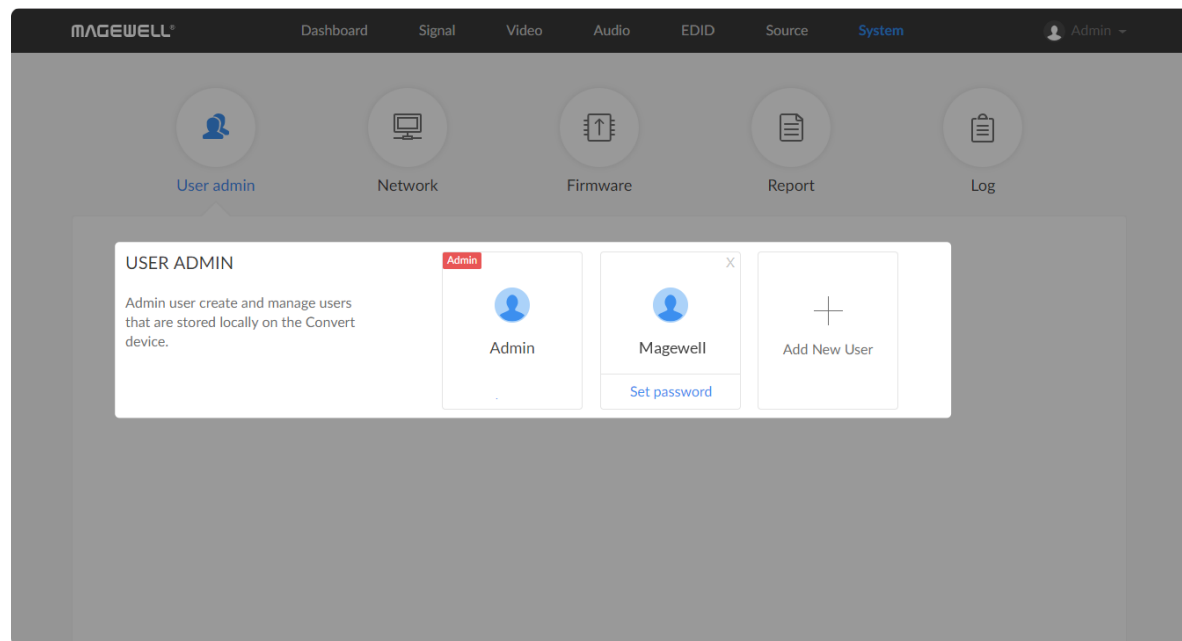 MAGEWELL®
Dashboard Signal Video Audio EDID Source System Admin
User admin Network Firmware Report Log
USER ADMIN
Admin user create and manage users
that are stored locally on the Convert
device.
Admin
Admin
X
Magewell
Set password
Add New User